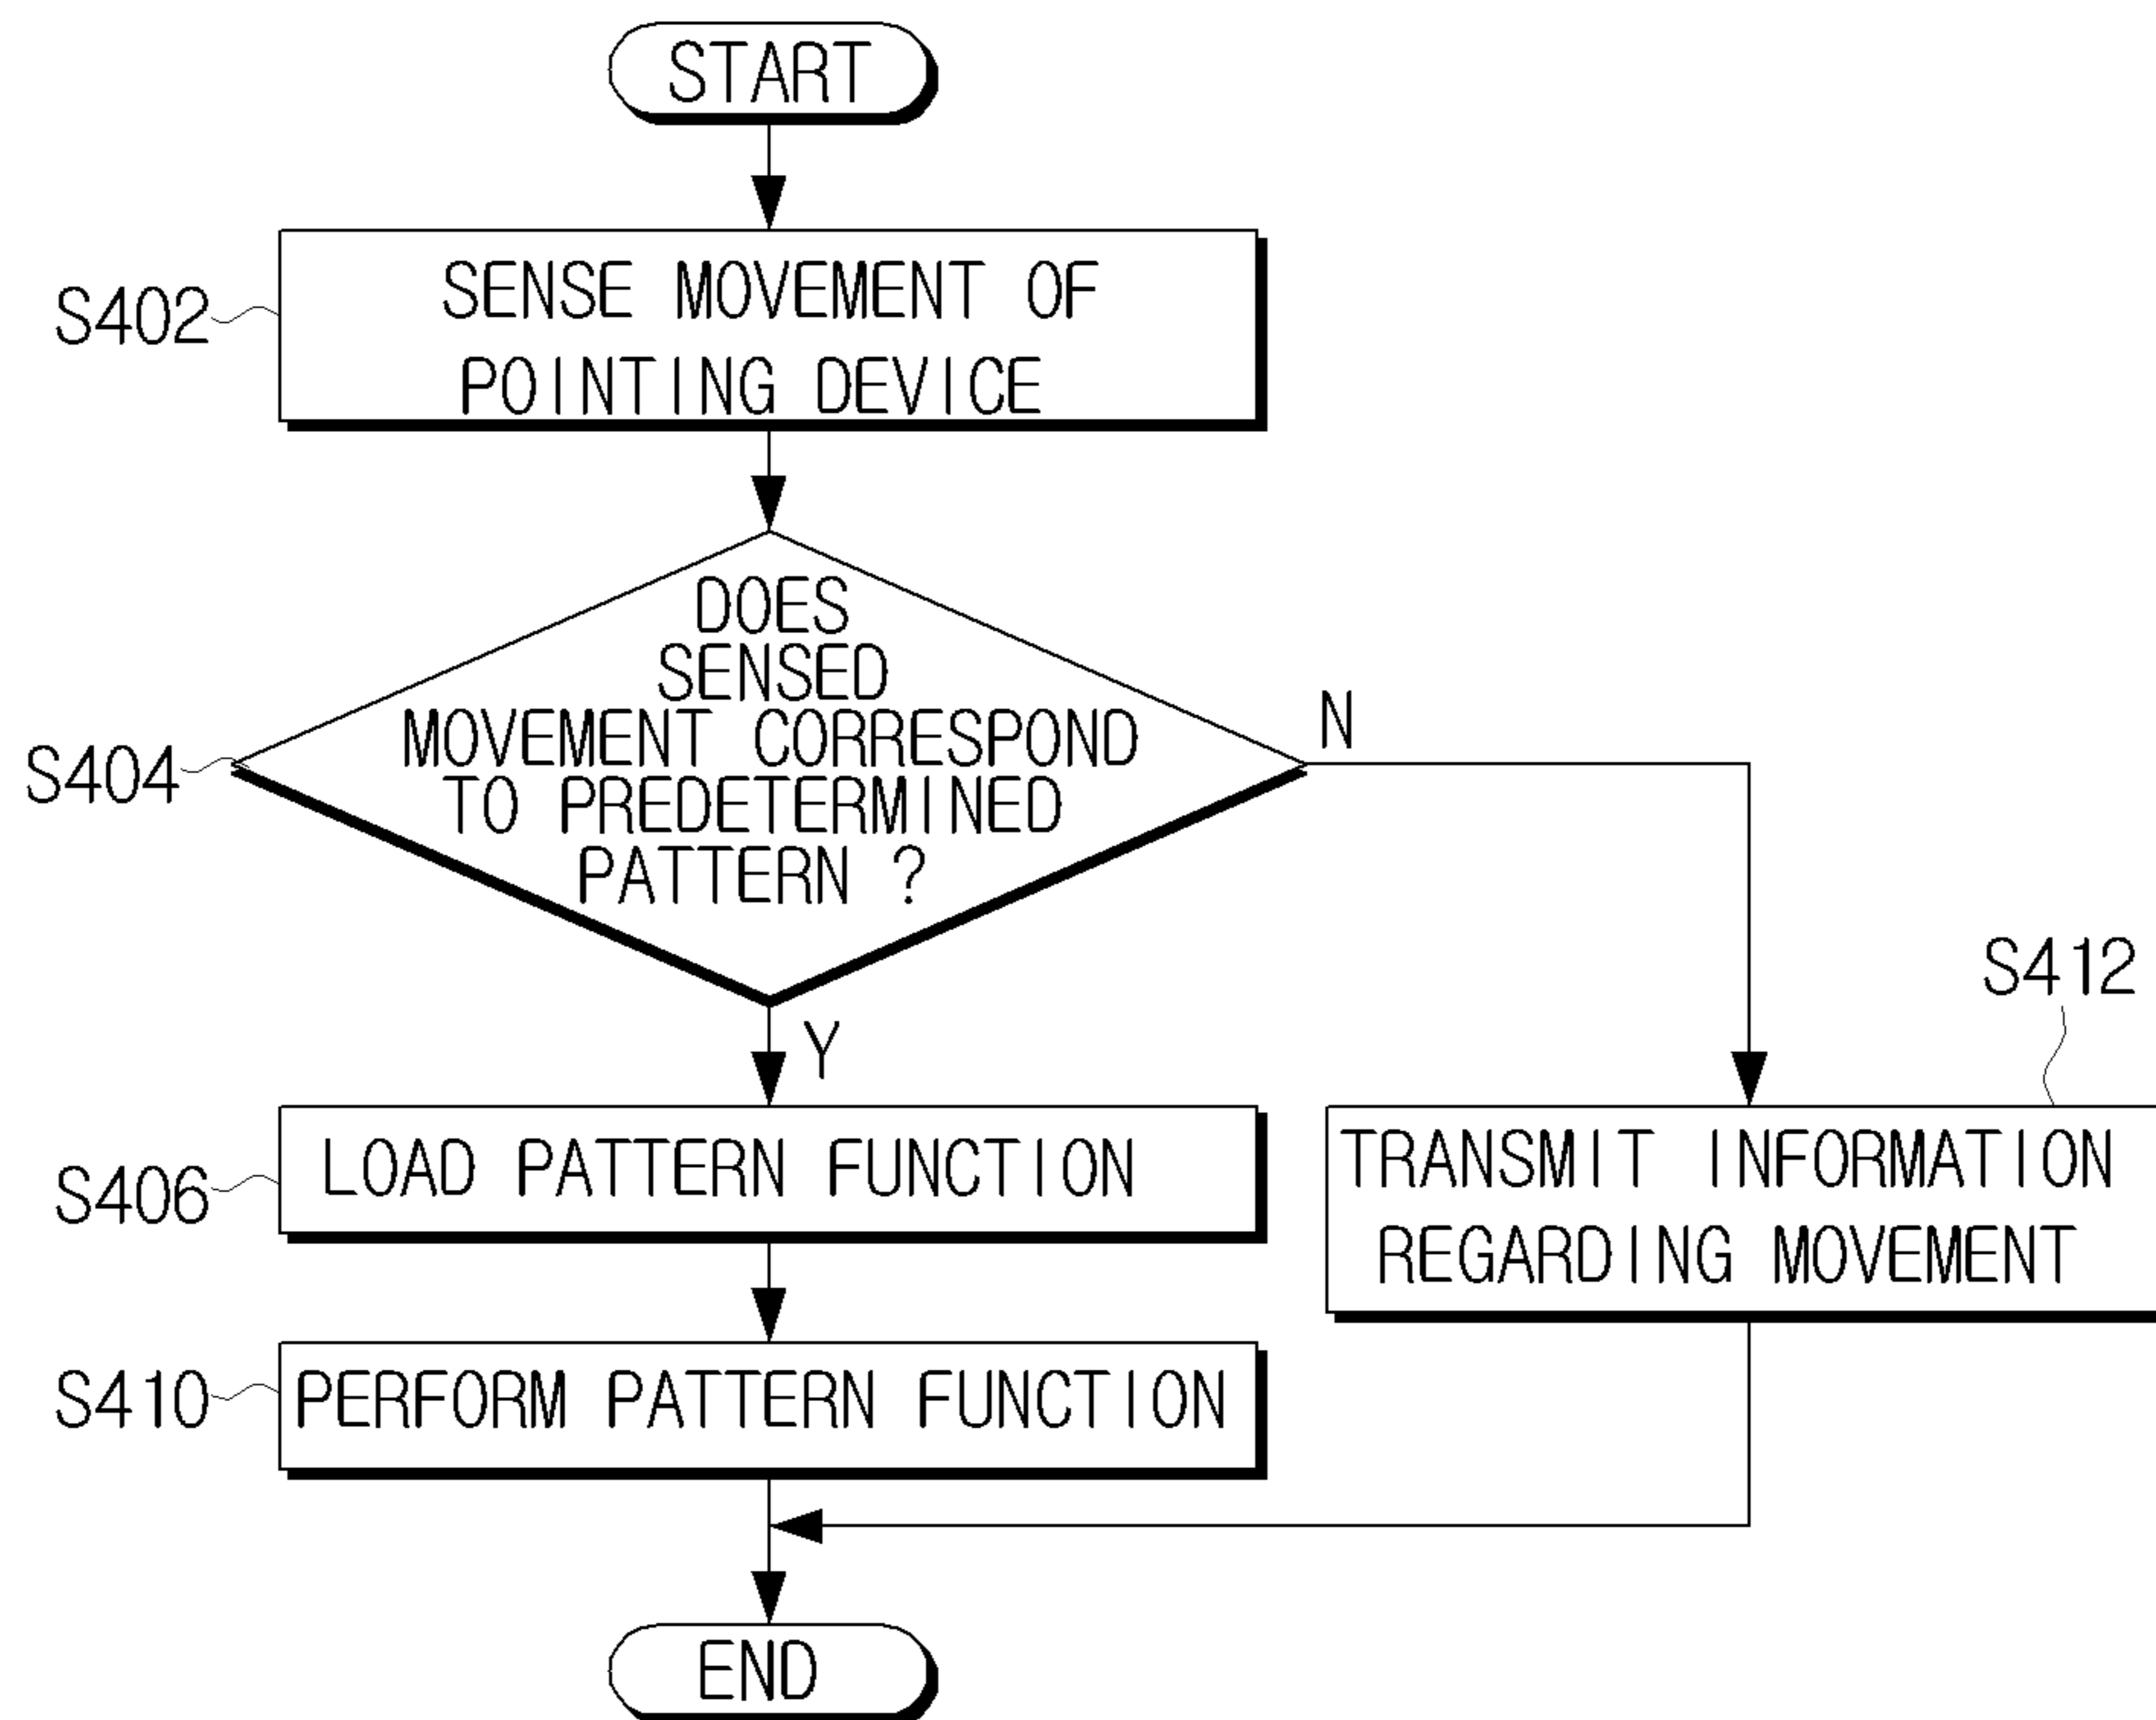 START
S402
SENSE MOVEMENT OF
POINTING DEVICE
S404
DOES
SENSED
MOVEMENT CORRESPOND
TO PREDETERMINED
PATTERN ?
N
Y
S412
S406
LOAD PATTERN FUNCTION
TRANSMIT INFORMATION
REGARDING MOVEMENT
S410
PERFORM PATTERN FUNCTION
END